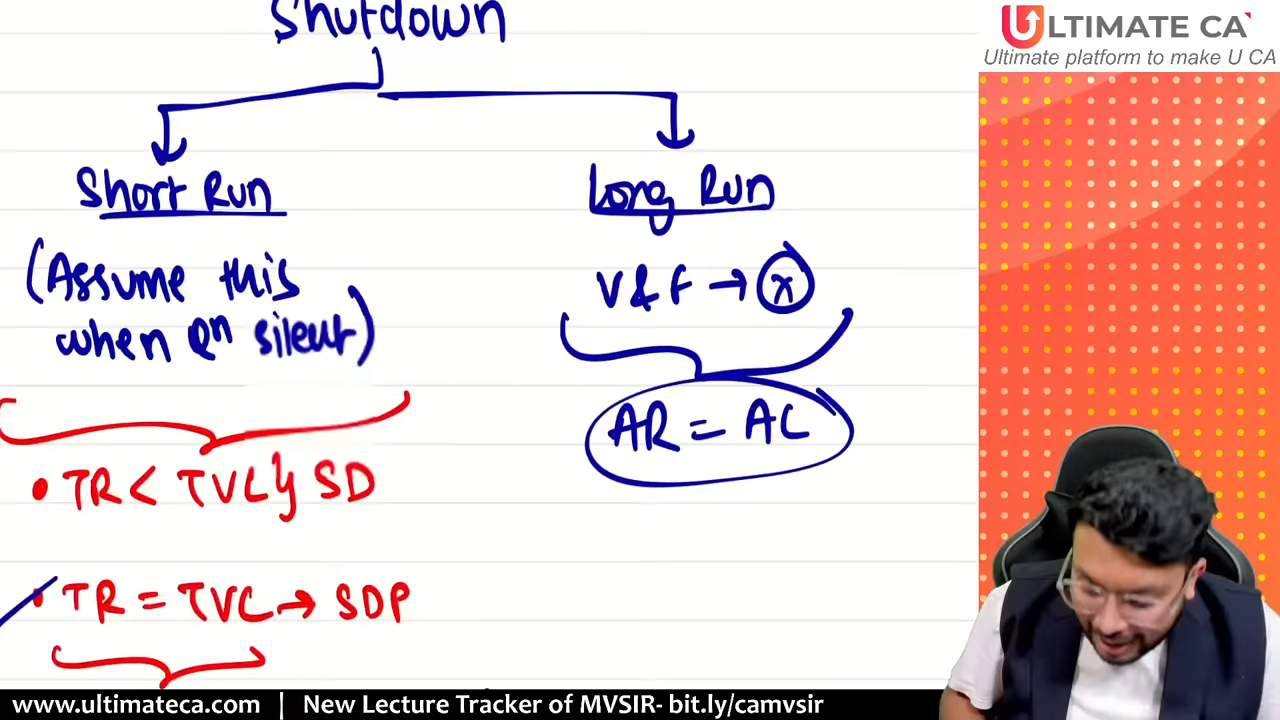 Shutdown
ULTIMATE CA
Ultimate platform to make U CA
Short Run
Long Run
(Assume this
when Qn silent)
V & F → x
AR = AC
• TR < TVC } SD
• TR = TVC → SDP
www.ultimateca.com | New Lecture Tracker of MVSIR- bit.ly/camvsir